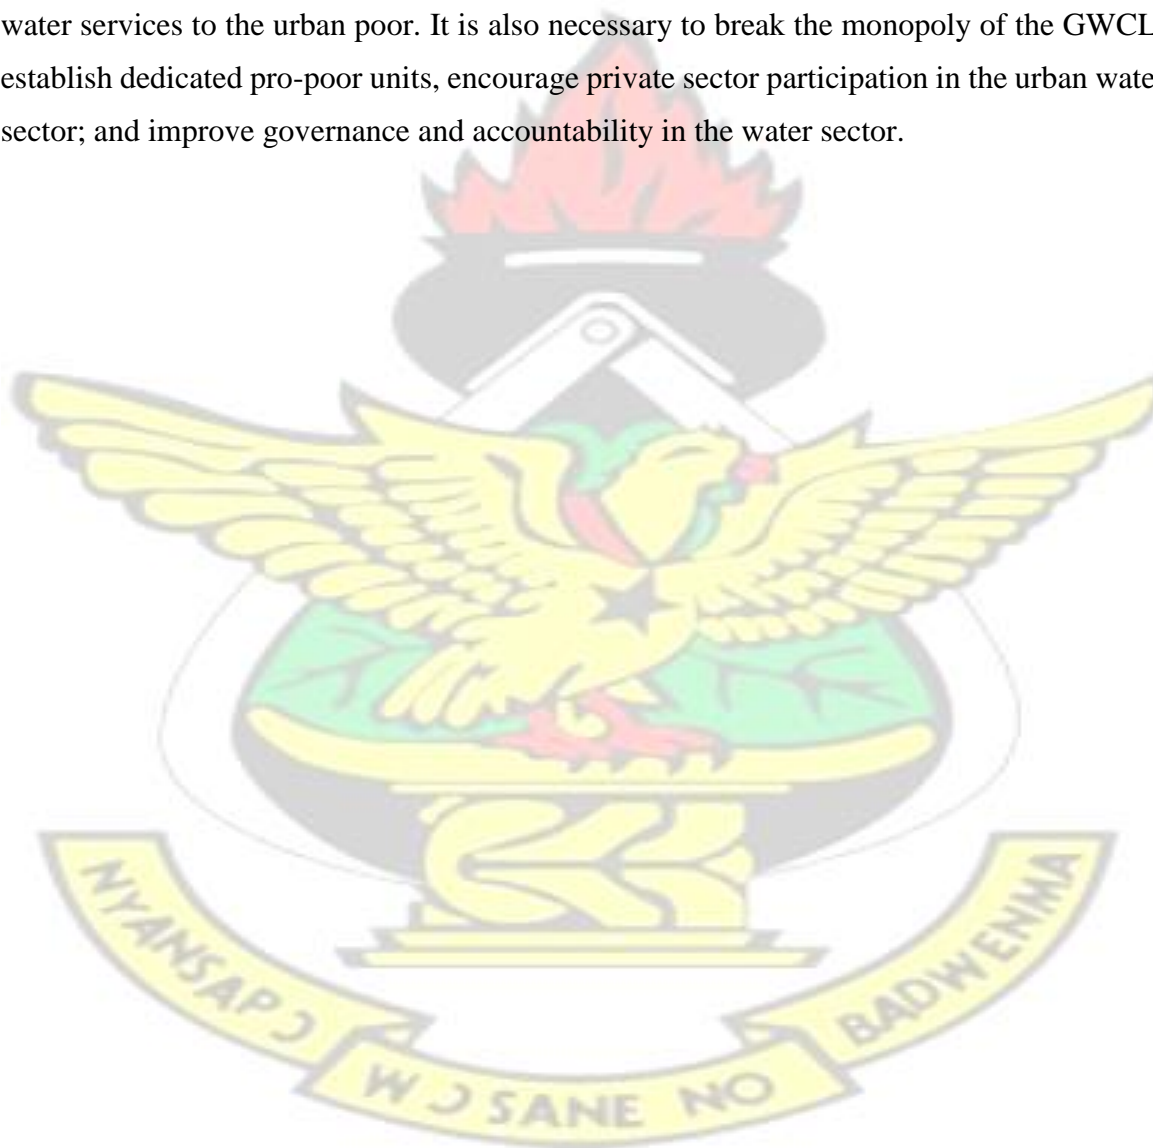 water services to the urban poor. It is also necessary to break the monopoly of the GWCL
establish dedicated pro-poor units, encourage private sector participation in the urban wate
sector; and improve governance and accountability in the water sector.
NYANSAPƆ
WƆSANE NO
BADWENMA